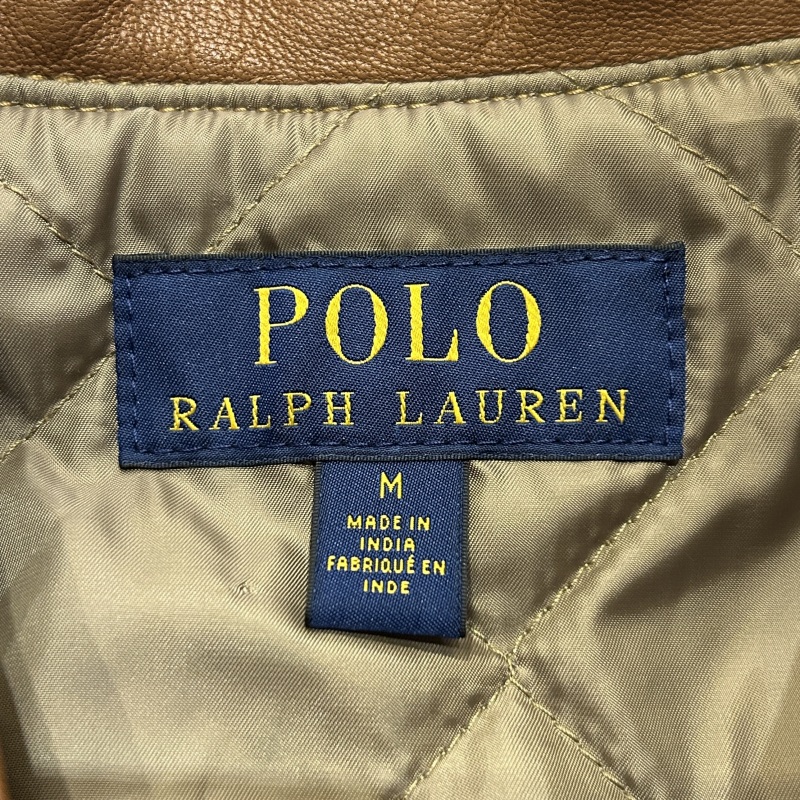 POLO
RALPH LAUREN
M
MADE IN
INDIA
FABRIQUÉ EN
INDE